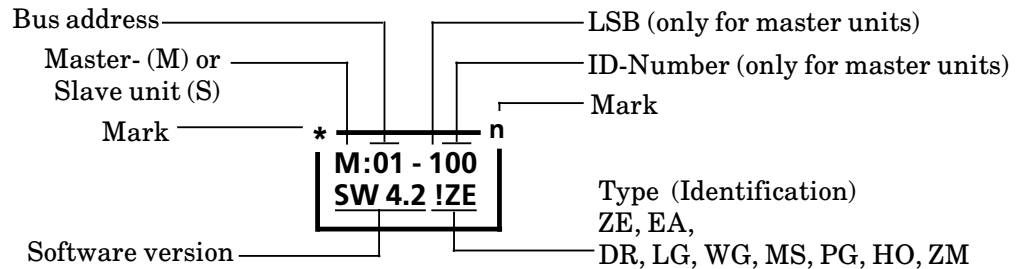 Bus address
LSB (only for master units)
Master- (M) or
Slave unit (S)
ID-Number (only for master units)
Mark
Mark
* n
M:01 - 100
SW 4.2 !ZE
Type (Identification)
ZE, EA,
DR, LG, WG, MS, PG, HO, ZM
Software version